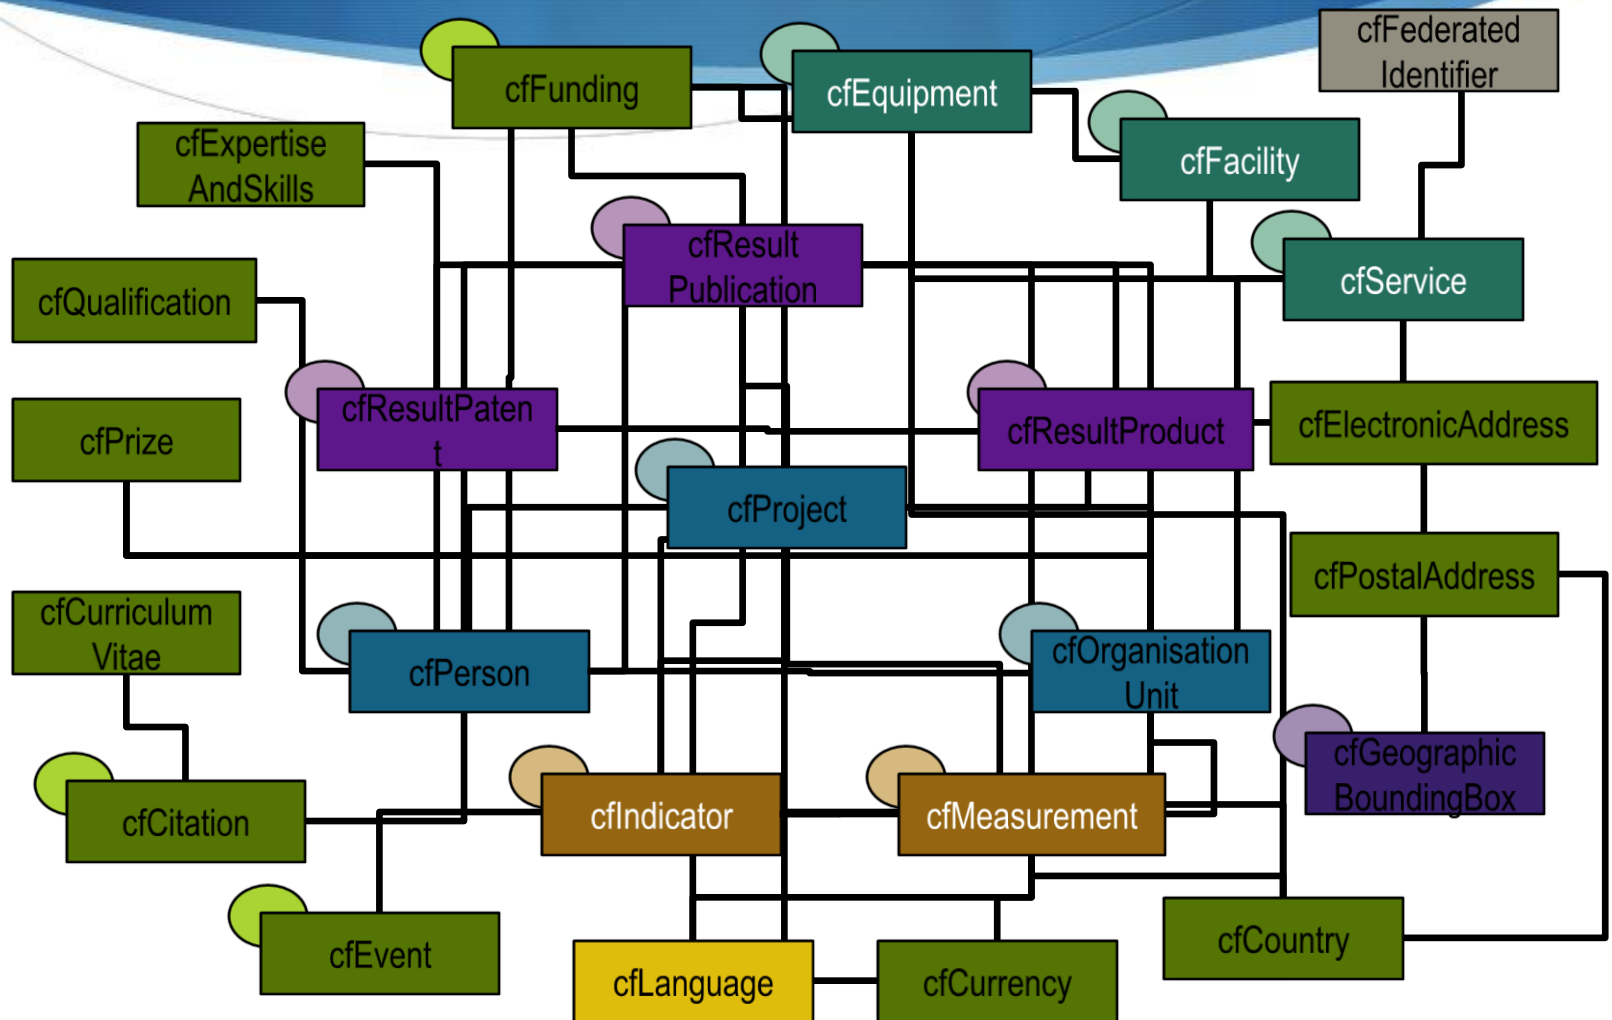 cfFederated
Identifier
cfFunding
cfEquipment
cfExpertise
AndSkills
cfFacility
cfResult
Publication
cfQualification
cfService
cfResultPaten
t
cfResultProduct
cfElectronicAddress
cfPrize
cfProject
cfPostalAddress
cfCurriculum
Vitae
cfPerson
cfOrganisation
Unit
cfGeographic
BoundingBox
cfCitation
cfIndicator
cfMeasurement
cfEvent
cfLanguage
cfCurrency
cfCountry